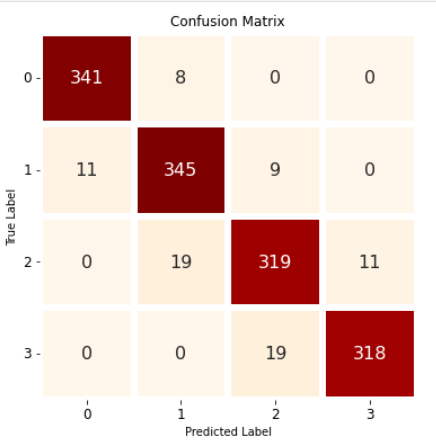 Confusion Matrix
0 - 341 8 0 0
1 - 11 345 9 0
True Label
2 - 0 19 319 11
3 - 0 0 19 318
0 1 2 3
Predicted Label